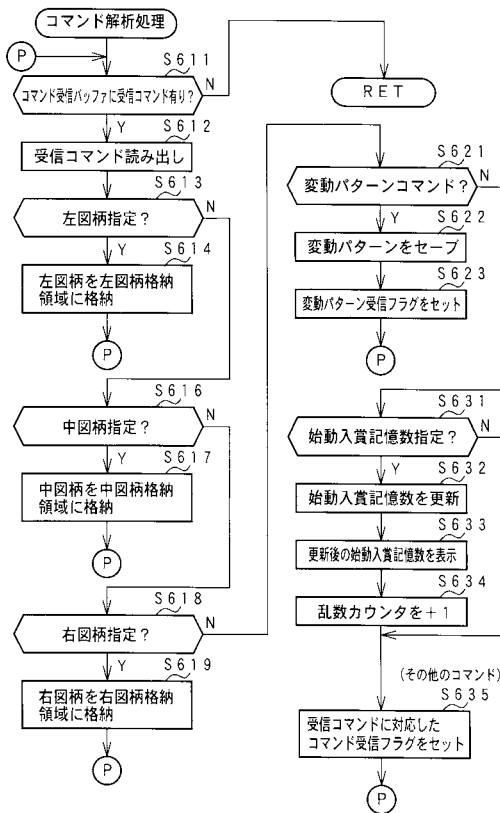 コマンド解析処理
P
S611
コマンド受信バッファに受信コマンド有り?
N
Y
S612
受信コマンド読み出し
S613
左図柄指定?
N
Y
S614
左図柄を左図柄格納
領域に格納
P
S616
中図柄指定?
N
Y
S617
中図柄を中図柄格納
領域に格納
P
S618
右図柄指定?
N
Y
S619
右図柄を右図柄格納
領域に格納
P
RET
S621
変動パターンコマンド?
N
Y
S622
変動パターンをセーブ
S623
変動パターン受信フラグをセット
P
S631
始動入賞記憶数指定?
N
Y
S632
始動入賞記憶数を更新
S633
更新後の始動入賞記憶数を表示
S634
乱数カウンタを+1
(その他のコマンド)
S635
受信コマンドに対応した
コマンド受信フラグをセット
P